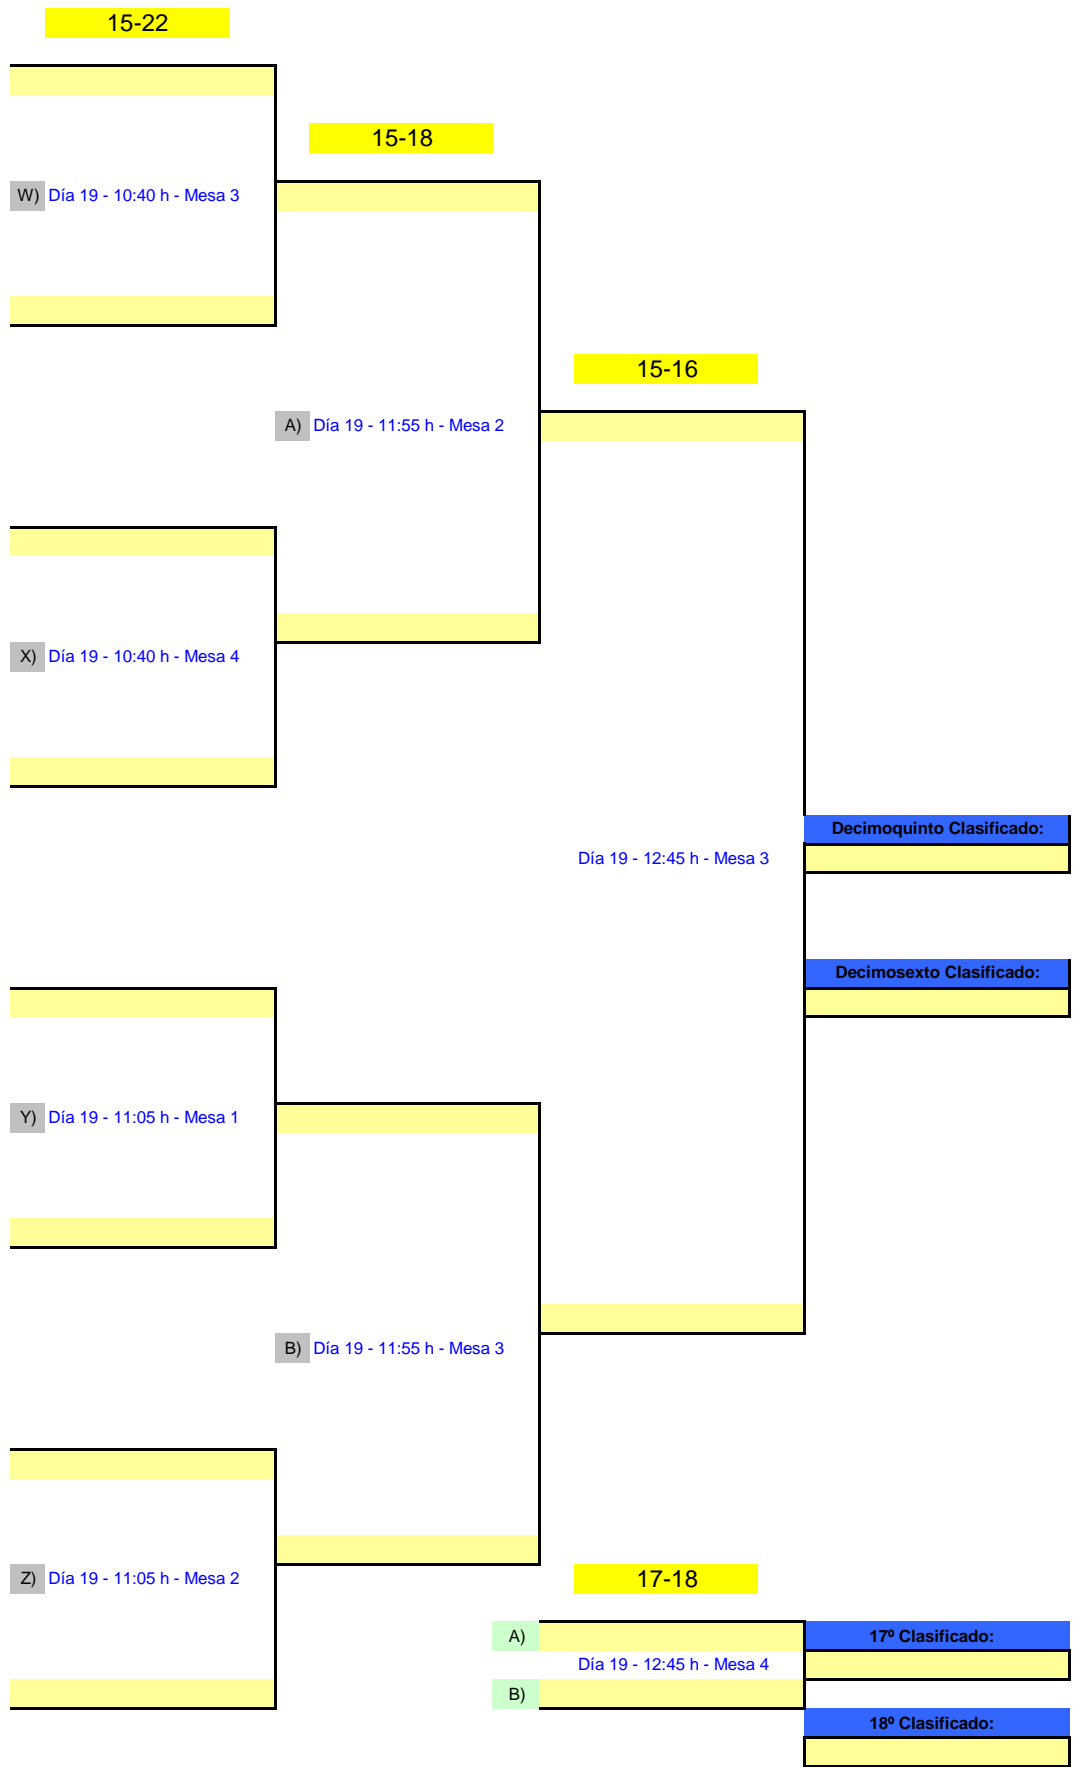 15-22
15-18
W) Día 19 - 10:40 h - Mesa 3
15-16
A) Día 19 - 11:55 h - Mesa 2
X) Día 19 - 10:40 h - Mesa 4
Decimoquinto Clasificado:
Día 19 - 12:45 h - Mesa 3
Decimosexto Clasificado:
Y) Día 19 - 11:05 h - Mesa 1
B) Día 19 - 11:55 h - Mesa 3
Z) Día 19 - 11:05 h - Mesa 2
17-18
A)
17º Clasificado:
Día 19 - 12:45 h - Mesa 4
B)
18º Clasificado: